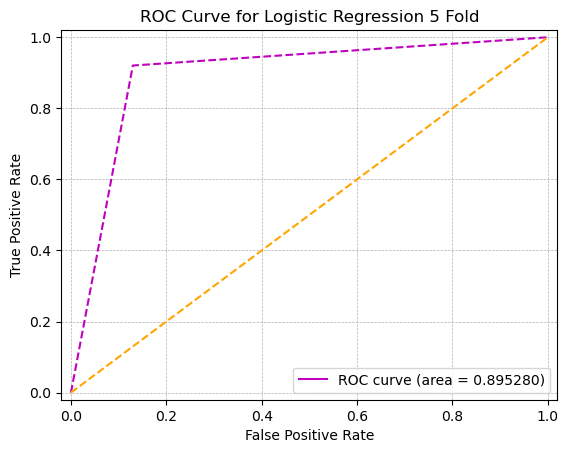 ROC Curve for Logistic Regression 5 Fold
True Positive Rate
1.0
0.8
0.6
0.4
0.2
0.0
ROC curve (area = 0.895280)
0.0 0.2 0.4 0.6 0.8 1.0
False Positive Rate